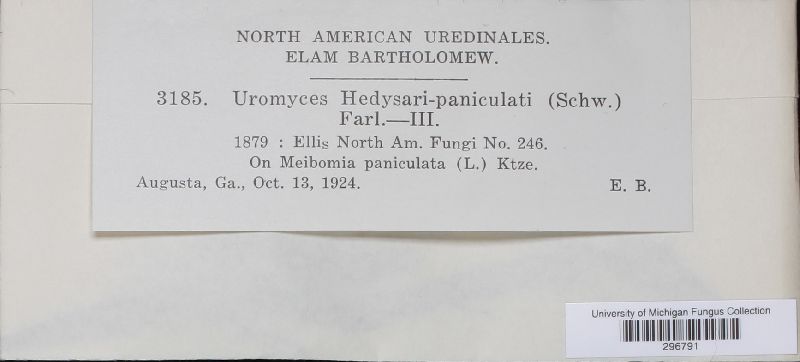 NORTH AMERICAN UREDINALES.
ELAM BARTHOLOMEW.
3185. Uromyces Hedysari-paniculati (Schw.)
Farl.—III.
1879 : Ellis North Am. Fungi No. 246.
On Meibomia paniculata (L.) Ktze.
Augusta, Ga., Oct. 13, 1924. E. B.
University of Michigan Fungus Collection
296791